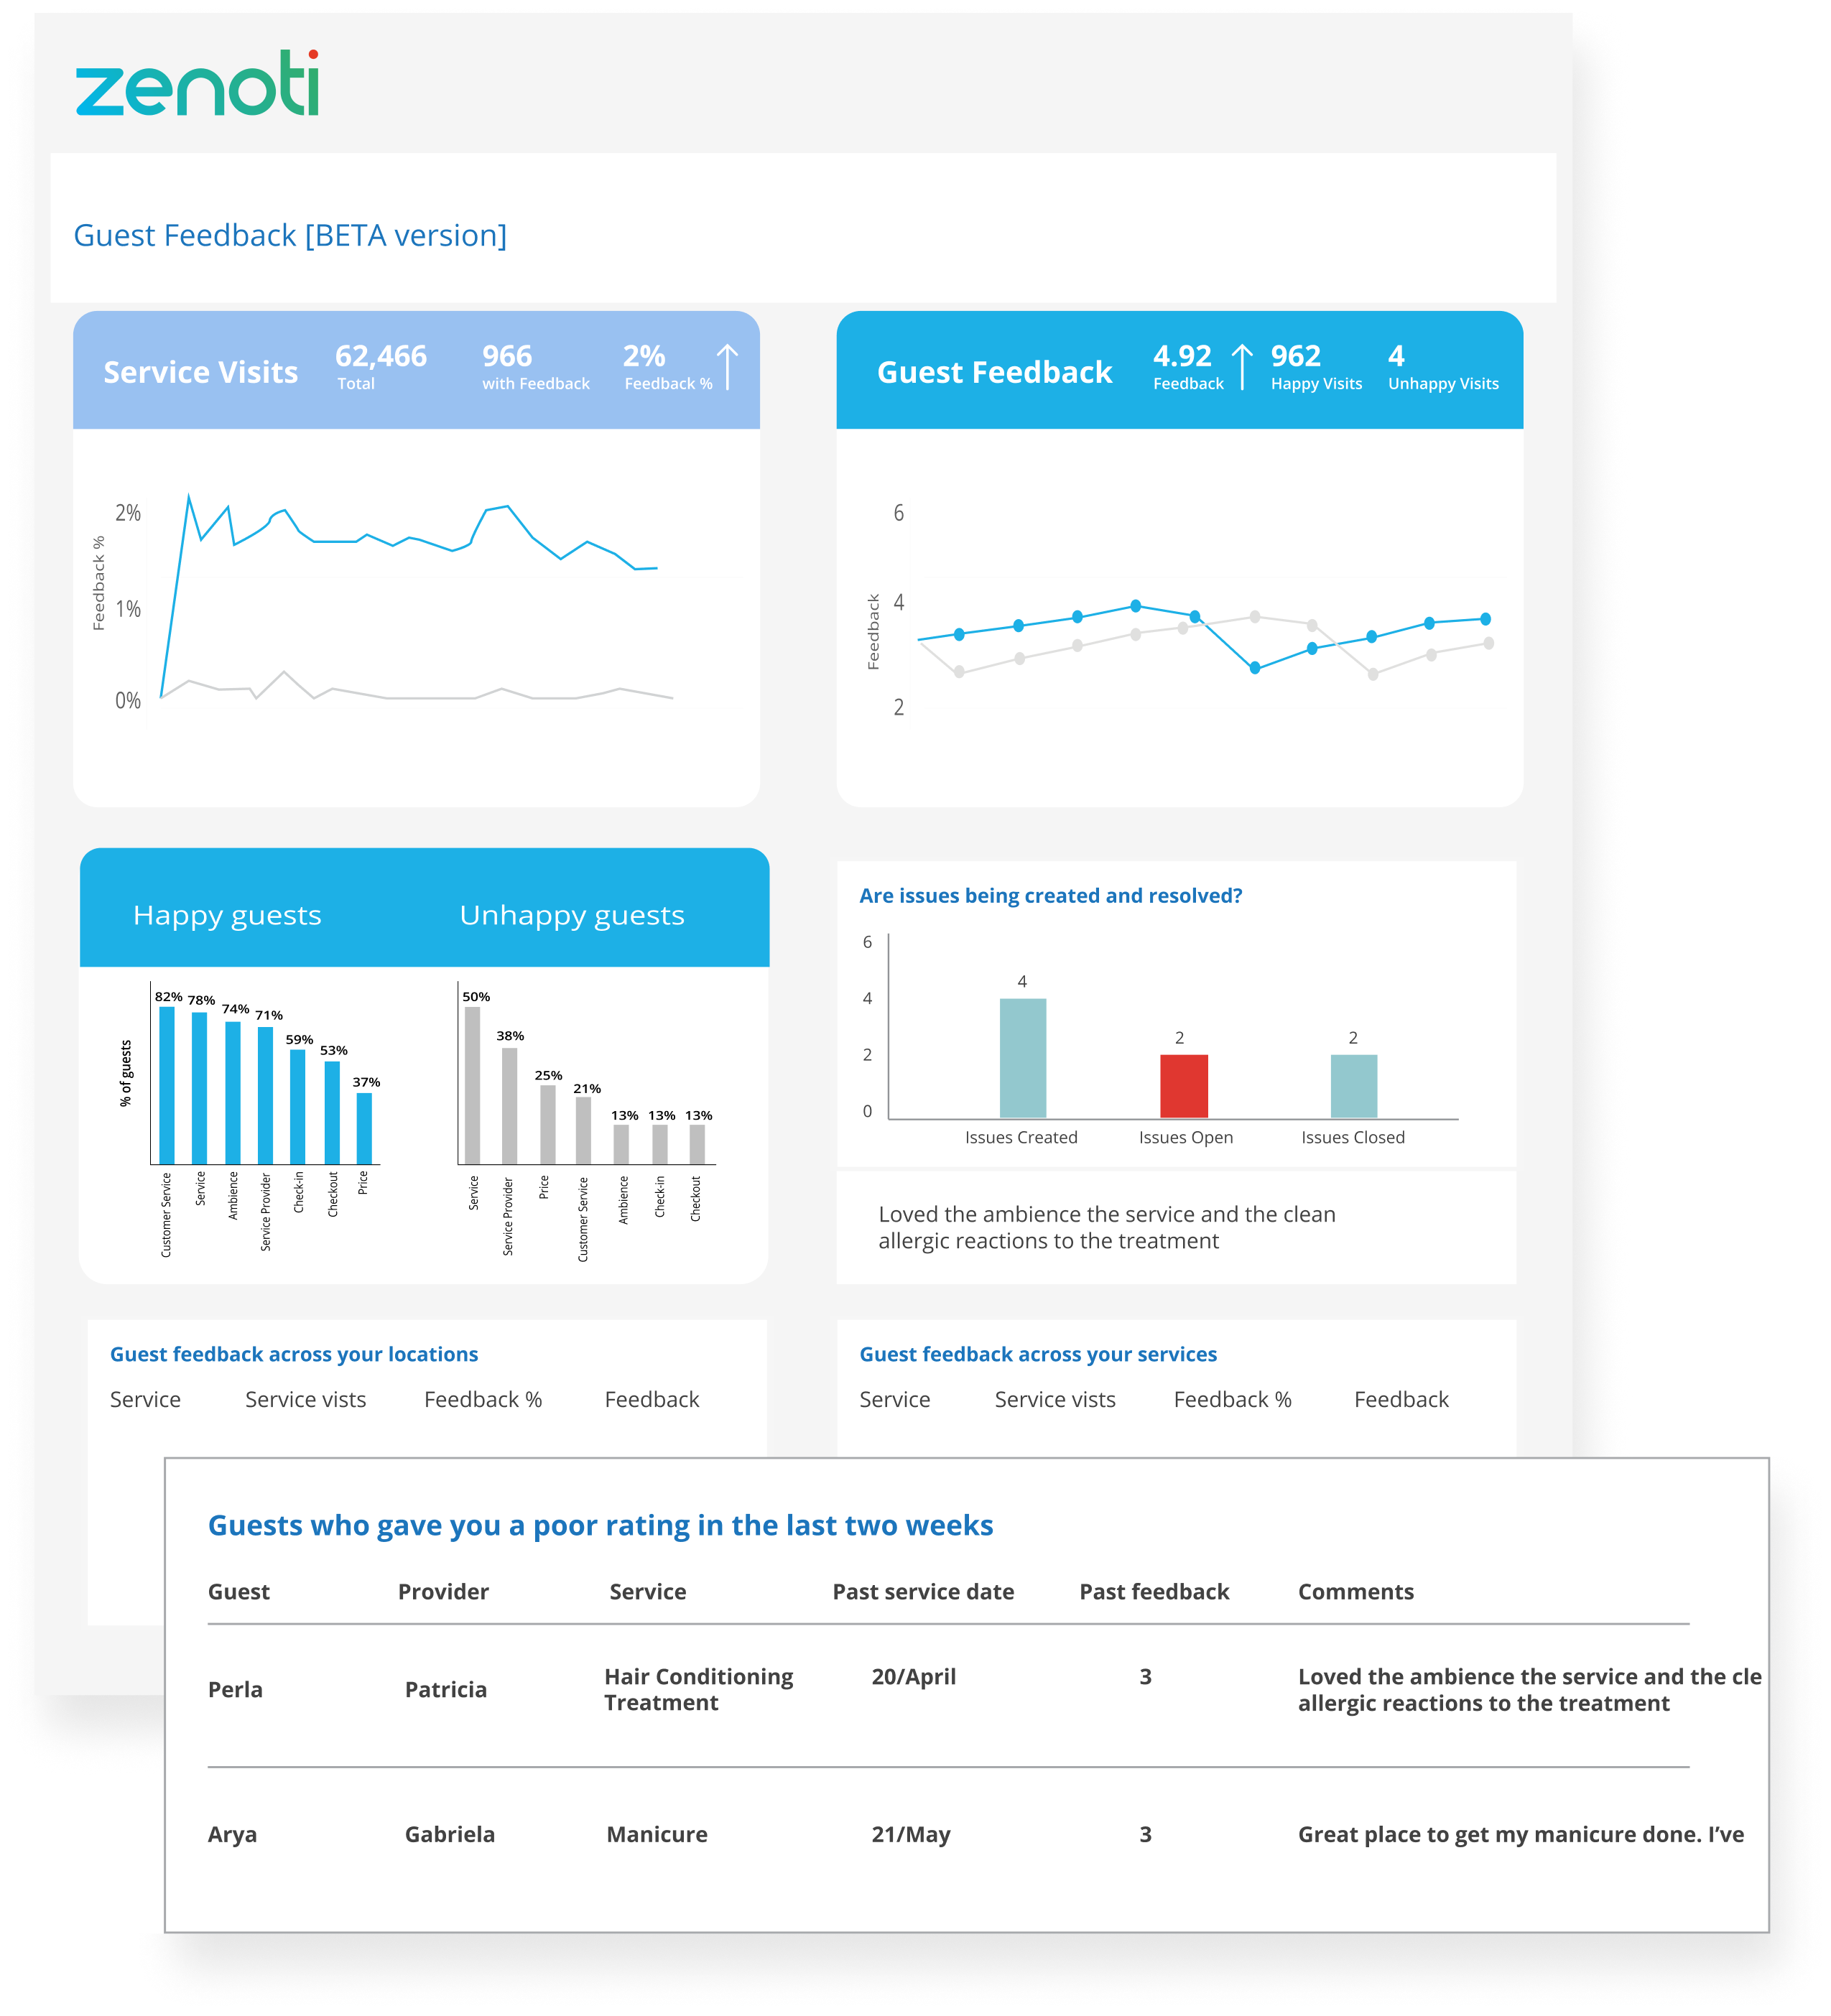 zenoti
Guest Feedback [BETA version]
Service Visits
62,466
Total
966
with Feedback
2%
Feedback %
Guest Feedback
4.92
Feedback
962
Happy Visits
4
Unhappy Visits
Feedback %
2%
1%
0%
Feedback
6
4
2
Happy guests
Unhappy guests
% of guests
82%
78%
74%
71%
59%
53%
37%
Customer Service
Service
Ambience
Service Provider
Check-in
Checkout
Price
50%
38%
25%
21%
13%
13%
13%
Service
Service Provider
Price
Customer Service
Ambience
Check-in
Checkout
Are issues being created and resolved?
6
4
2
0
4
2
2
Issues Created
Issues Open
Issues Closed
Loved the ambience the service and the clean
allergic reactions to the treatment
Guest feedback across your locations
Service Service vists Feedback % Feedback
Guest feedback across your services
Service Service vists Feedback % Feedback
Guests who gave you a poor rating in the last two weeks
Guest Provider Service Past service date Past feedback Comments
Perla
Patricia
Hair Conditioning
Treatment
20/April
3
Loved the ambience the service and the cle
allergic reactions to the treatment
Arya
Gabriela
Manicure
21/May
3
Great place to get my manicure done. I’ve